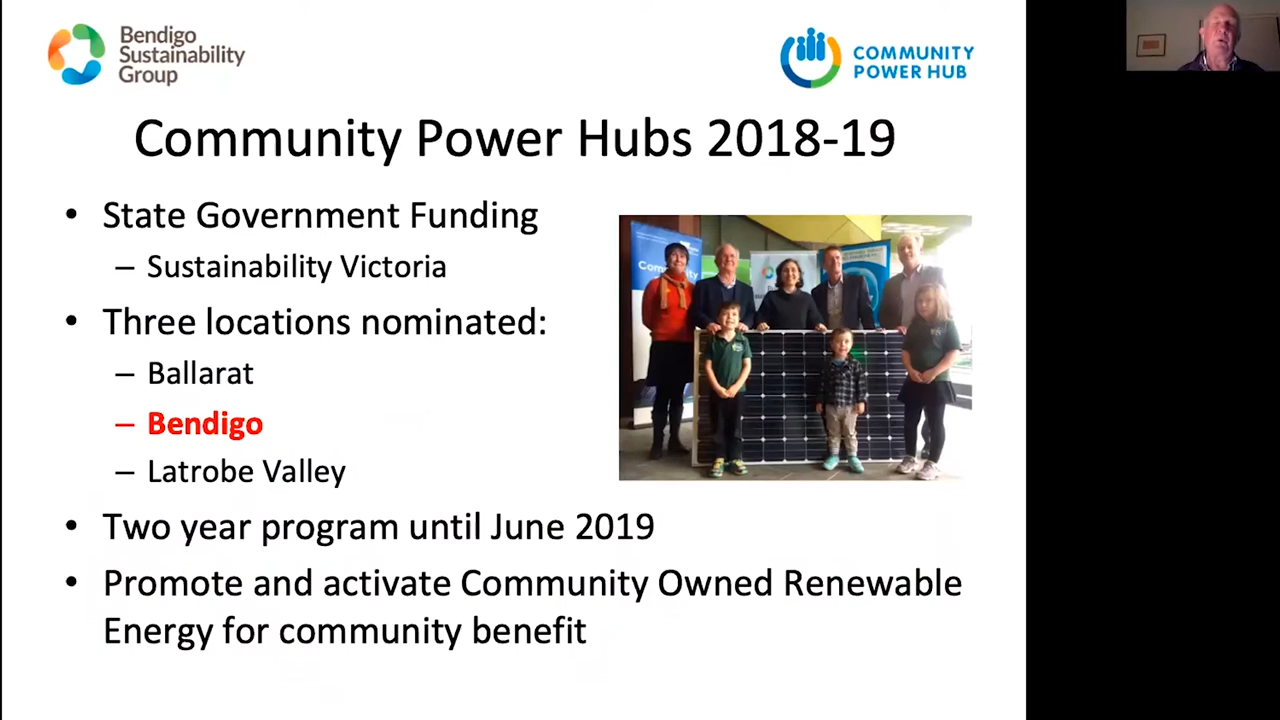 Bendigo
Sustainability
Group
COMMUNITY
POWER HUB
Community Power Hubs 2018-19
• State Government Funding
– Sustainability Victoria
• Three locations nominated:
– Ballarat
– Bendigo
– Latrobe Valley
• Two year program until June 2019
• Promote and activate Community Owned Renewable
Energy for community benefit